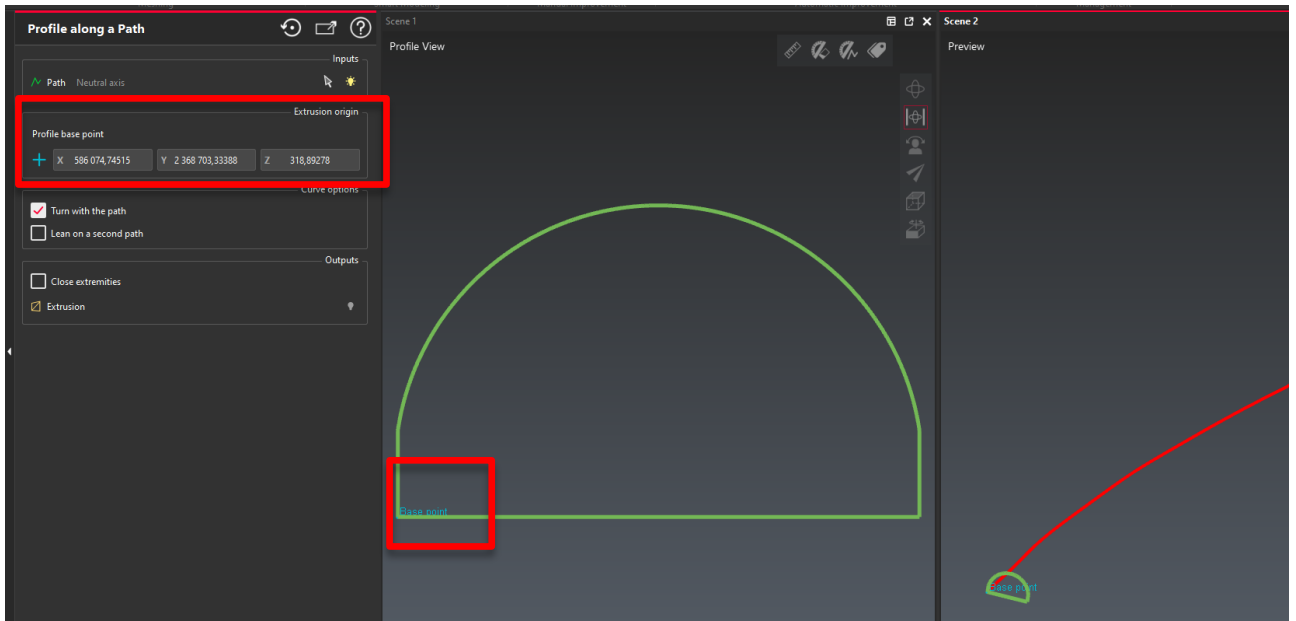 Profile along a Path
Inputs
Path Neutral axis
Extrusion origin
Profile base point
X 586 074,74515 Y 2 368 703,33388 Z 318,89278
Curve options
Turn with the path
Lean on a second path
Outputs
Close extremities
Extrusion
Scene 1
Profile View
Base point
Scene 2
Preview
Base point